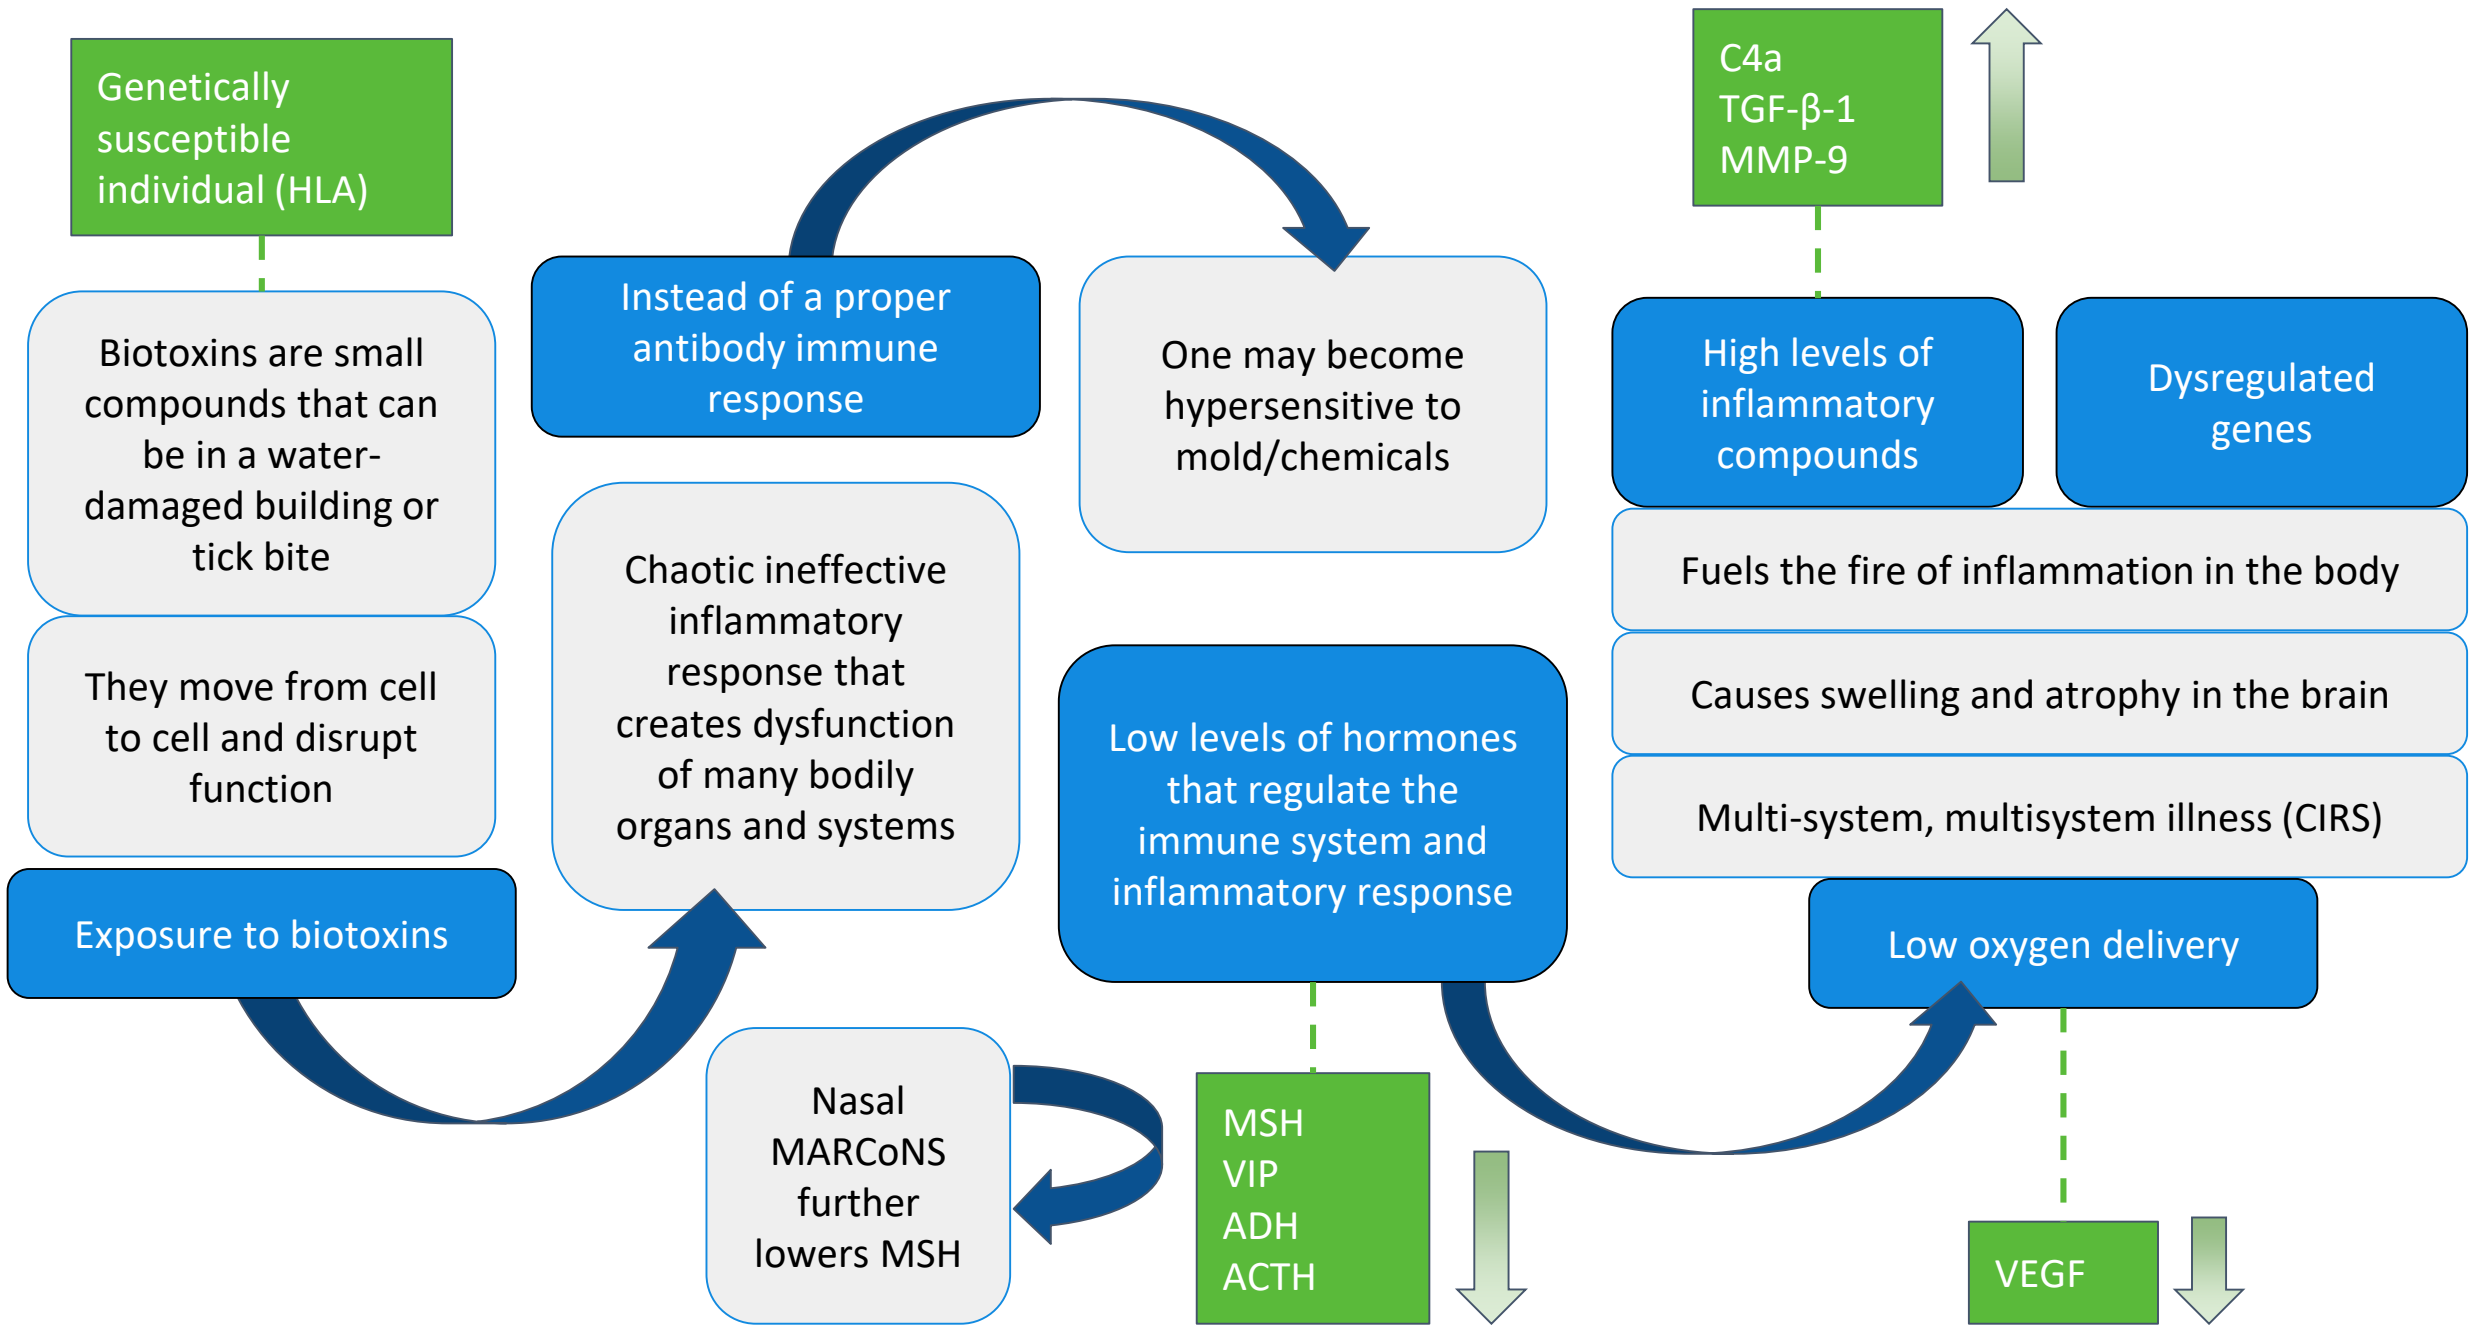 Genetically
susceptible
individual (HLA)
Biotoxins are small
compounds that can
be in a water-
damaged building or
tick bite
They move from cell
to cell and disrupt
function
Exposure to biotoxins
Instead of a proper
antibody immune
response
Chaotic ineffective
inflammatory
response that
creates dysfunction
of many bodily
organs and systems
Nasal
MARCoNS
further
lowers MSH
One may become
hypersensitive to
mold/chemicals
Low levels of hormones
that regulate the
immune system and
inflammatory response
MSH
VIP
ADH
ACTH
C4a
TGF-β-1
MMP-9
High levels of
inflammatory
compounds
Dysregulated
genes
Fuels the fire of inflammation in the body
Causes swelling and atrophy in the brain
Multi-system, multisystem illness (CIRS)
Low oxygen delivery
VEGF